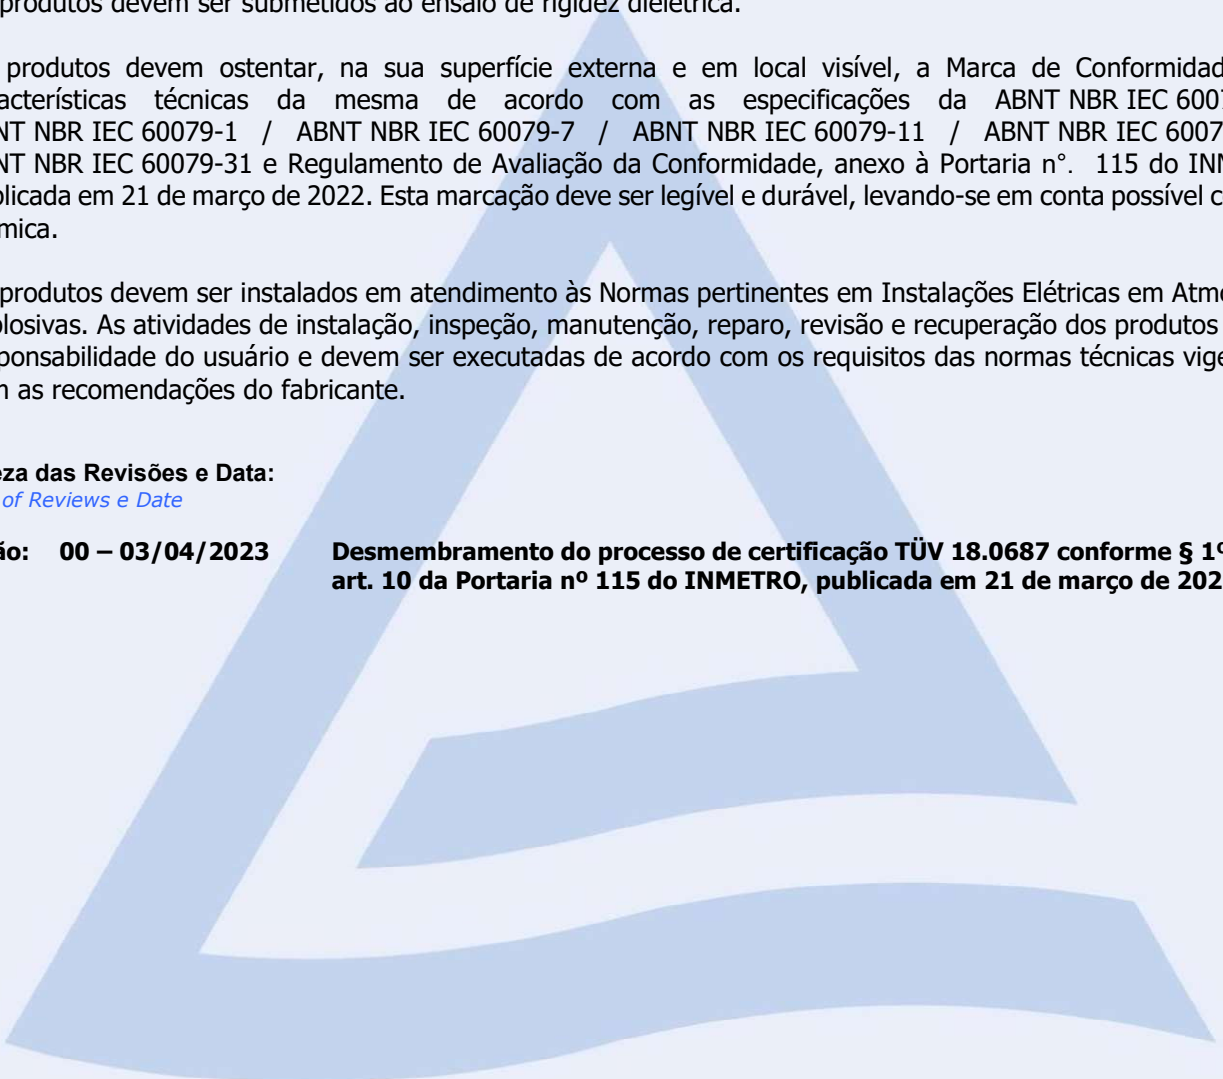 produtos devem ser submetidos ao ensaio de rigidez dielétrica.
produtos devem ostentar, na sua superfície externa e em local visível, a Marca de Conformidad
acterísticas técnicas da mesma de acordo com as especificações da ABNT NBR IEC 6007
NT NBR IEC 60079-1 / ABNT NBR IEC 60079-7 / ABNT NBR IEC 60079-11 / ABNT NBR IEC 6007
NT NBR IEC 60079-31 e Regulamento de Avaliação da Conformidade, anexo à Portaria n°. 115 do INM
blicada em 21 de março de 2022. Esta marcação deve ser legível e durável, levando-se em conta possível c
mica.
produtos devem ser instalados em atendimento às Normas pertinentes em Instalações Elétricas em Atmo
plosivas. As atividades de instalação, inspeção, manutenção, reparo, revisão e recuperação dos produtos
ponsabilidade do usuário e devem ser executadas de acordo com os requisitos das normas técnicas vige
m as recomendações do fabricante.
eza das Revisões e Data:
of Reviews e Date
ão: 00 – 03/04/2023 Desmembramento do processo de certificação TÜV 18.0687 conforme § 1º
art. 10 da Portaria nº 115 do INMETRO, publicada em 21 de março de 202